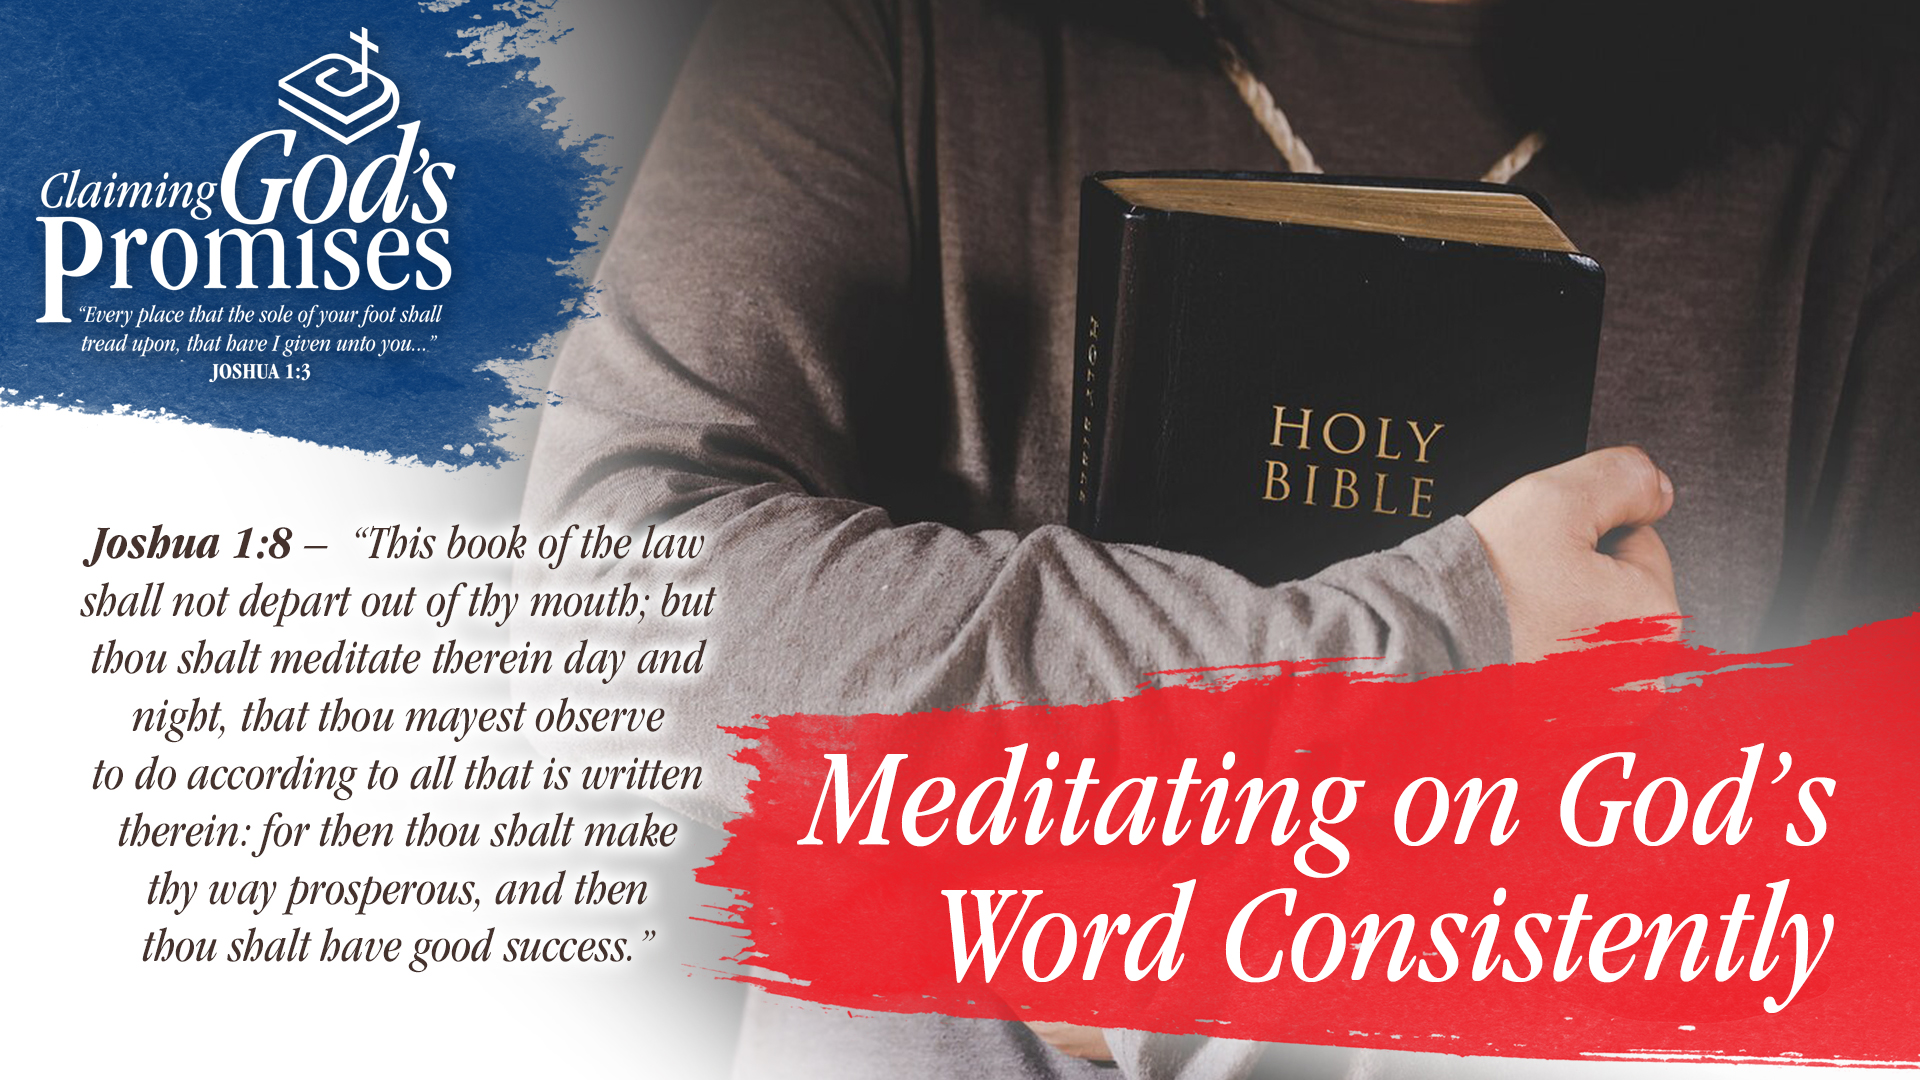 Claiming God's
Promises
“Every place that the sole of your foot shall
tread upon, that have I given unto you...”
JOSHUA 1:3
HOLY BIBLE
HOLY
BIBLE
Joshua 1:8 – “This book of the law
shall not depart out of thy mouth; but
thou shalt meditate therein day and
night, that thou mayest observe
to do according to all that is written
therein: for then thou shalt make
thy way prosperous, and then
thou shalt have good success.”
Meditating on God’s
Word Consistently